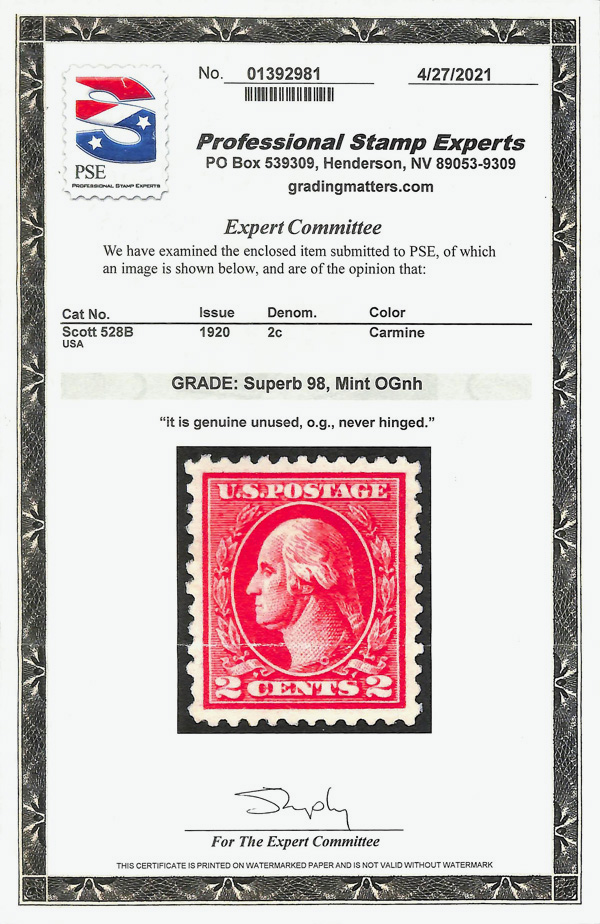 No. 01392981 4/27/2021
PSE
PROFESSIONAL STAMP EXPERTS
Professional Stamp Experts
PO Box 539309, Henderson, NV 89053-9309
gradingmatters.com
Expert Committee
We have examined the enclosed item submitted to PSE, of which
an image is shown below, and are of the opinion that:
Cat No. Issue Denom. Color
Scott 528B 1920 2c Carmine
USA
GRADE: Superb 98, Mint OGnh
“it is genuine unused, o.g., never hinged.”
U.S.POSTAGE
2 CENTS 2
For The Expert Committee
THIS CERTIFICATE IS PRINTED ON WATERMARKED PAPER AND IS NOT VALID WITHOUT WATERMARK